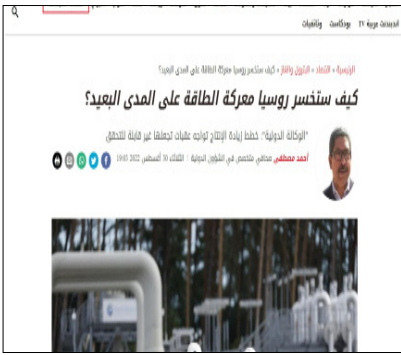 اندبندنت عربية TV بودكاست وثائقيات
الرئيسية » اقتصاد » البترول والغاز » كيف ستخسر روسيا معركة الطاقة على المدى البعيد؟
كيف ستخسر روسيا معركة الطاقة على المدى البعيد؟
"الوكالة الدولية": خطط زيادة الإنتاج تواجه عقبات تجعلها غير قابلة للتحقق
أحمد مصطفى صحافي متخصص في الشؤون الدولية | الثلاثاء 30 أغسطس 2022 19:03